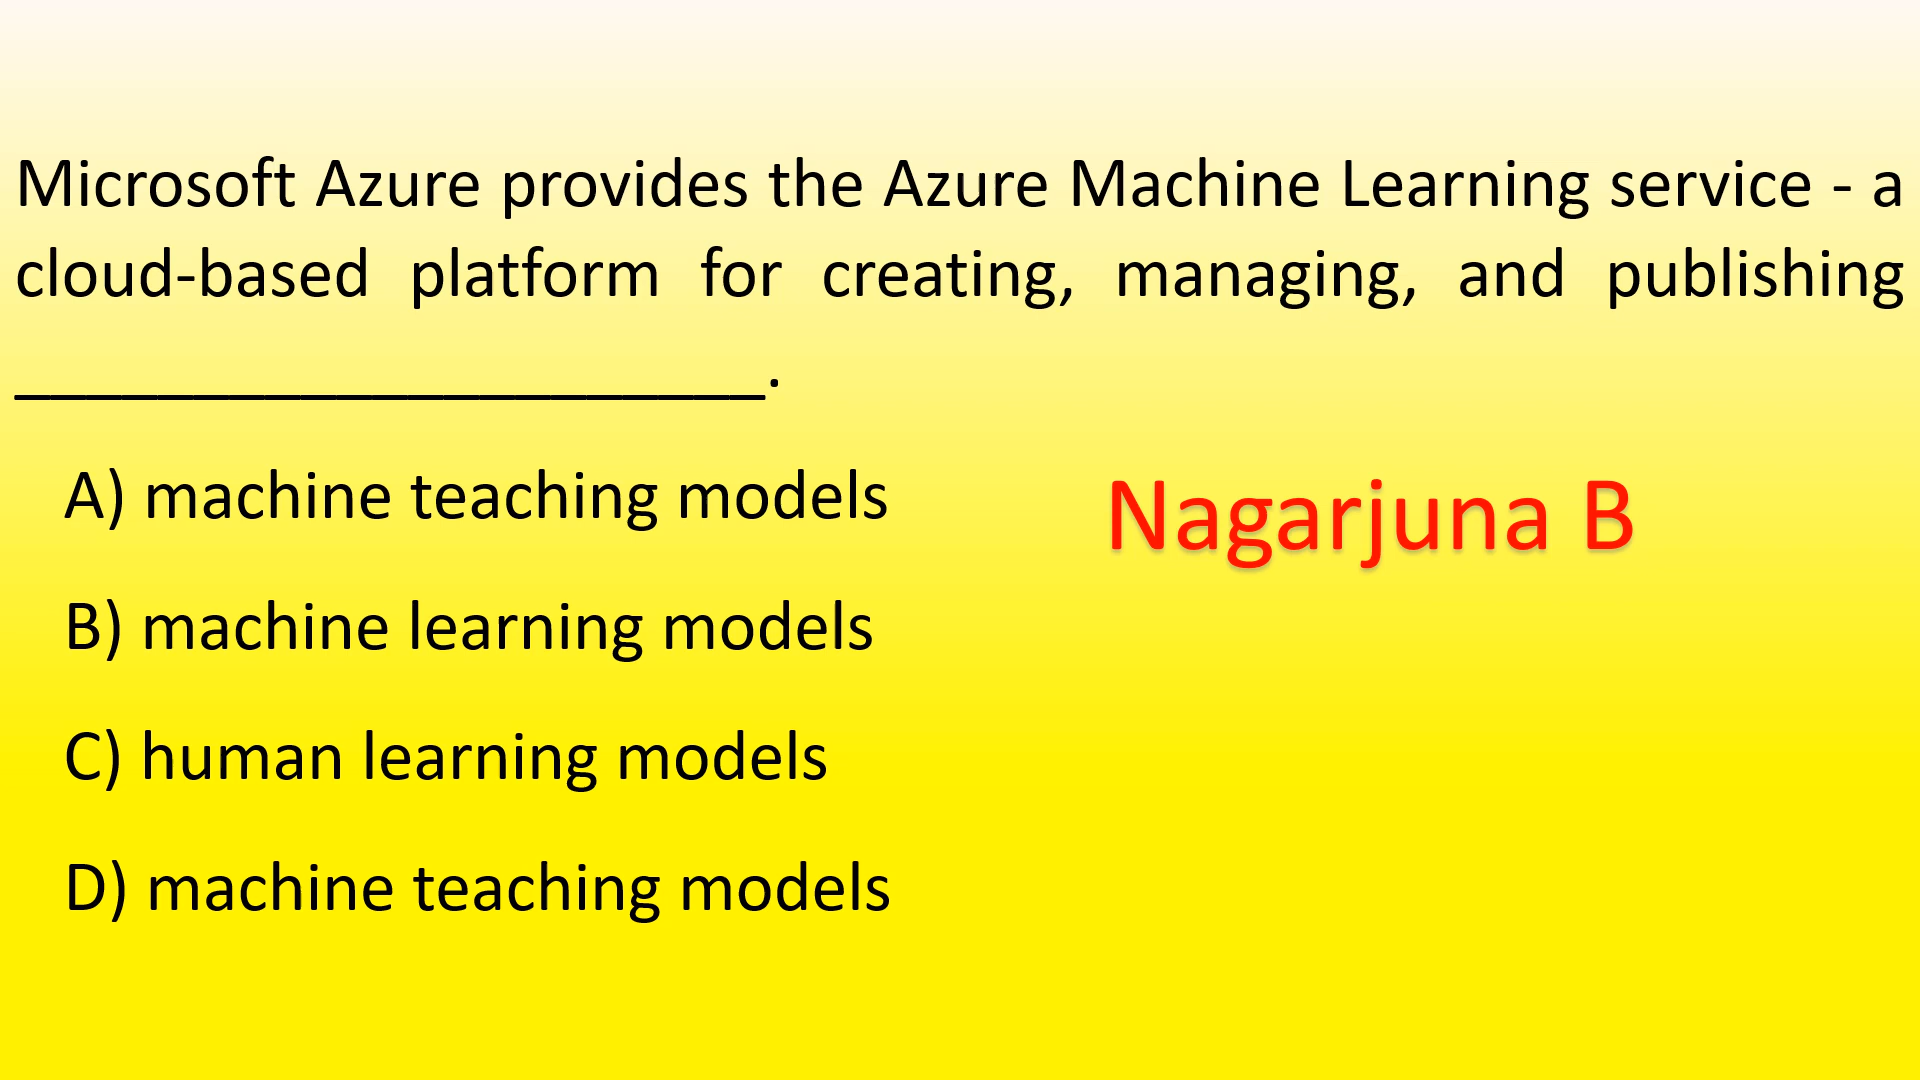 Microsoft Azure provides the Azure Machine Learning service - a
cloud-based platform for creating, managing, and publishing
_____________________.
A) machine teaching models
Nagarjuna B
B) machine learning models
C) human learning models
D) machine teaching models